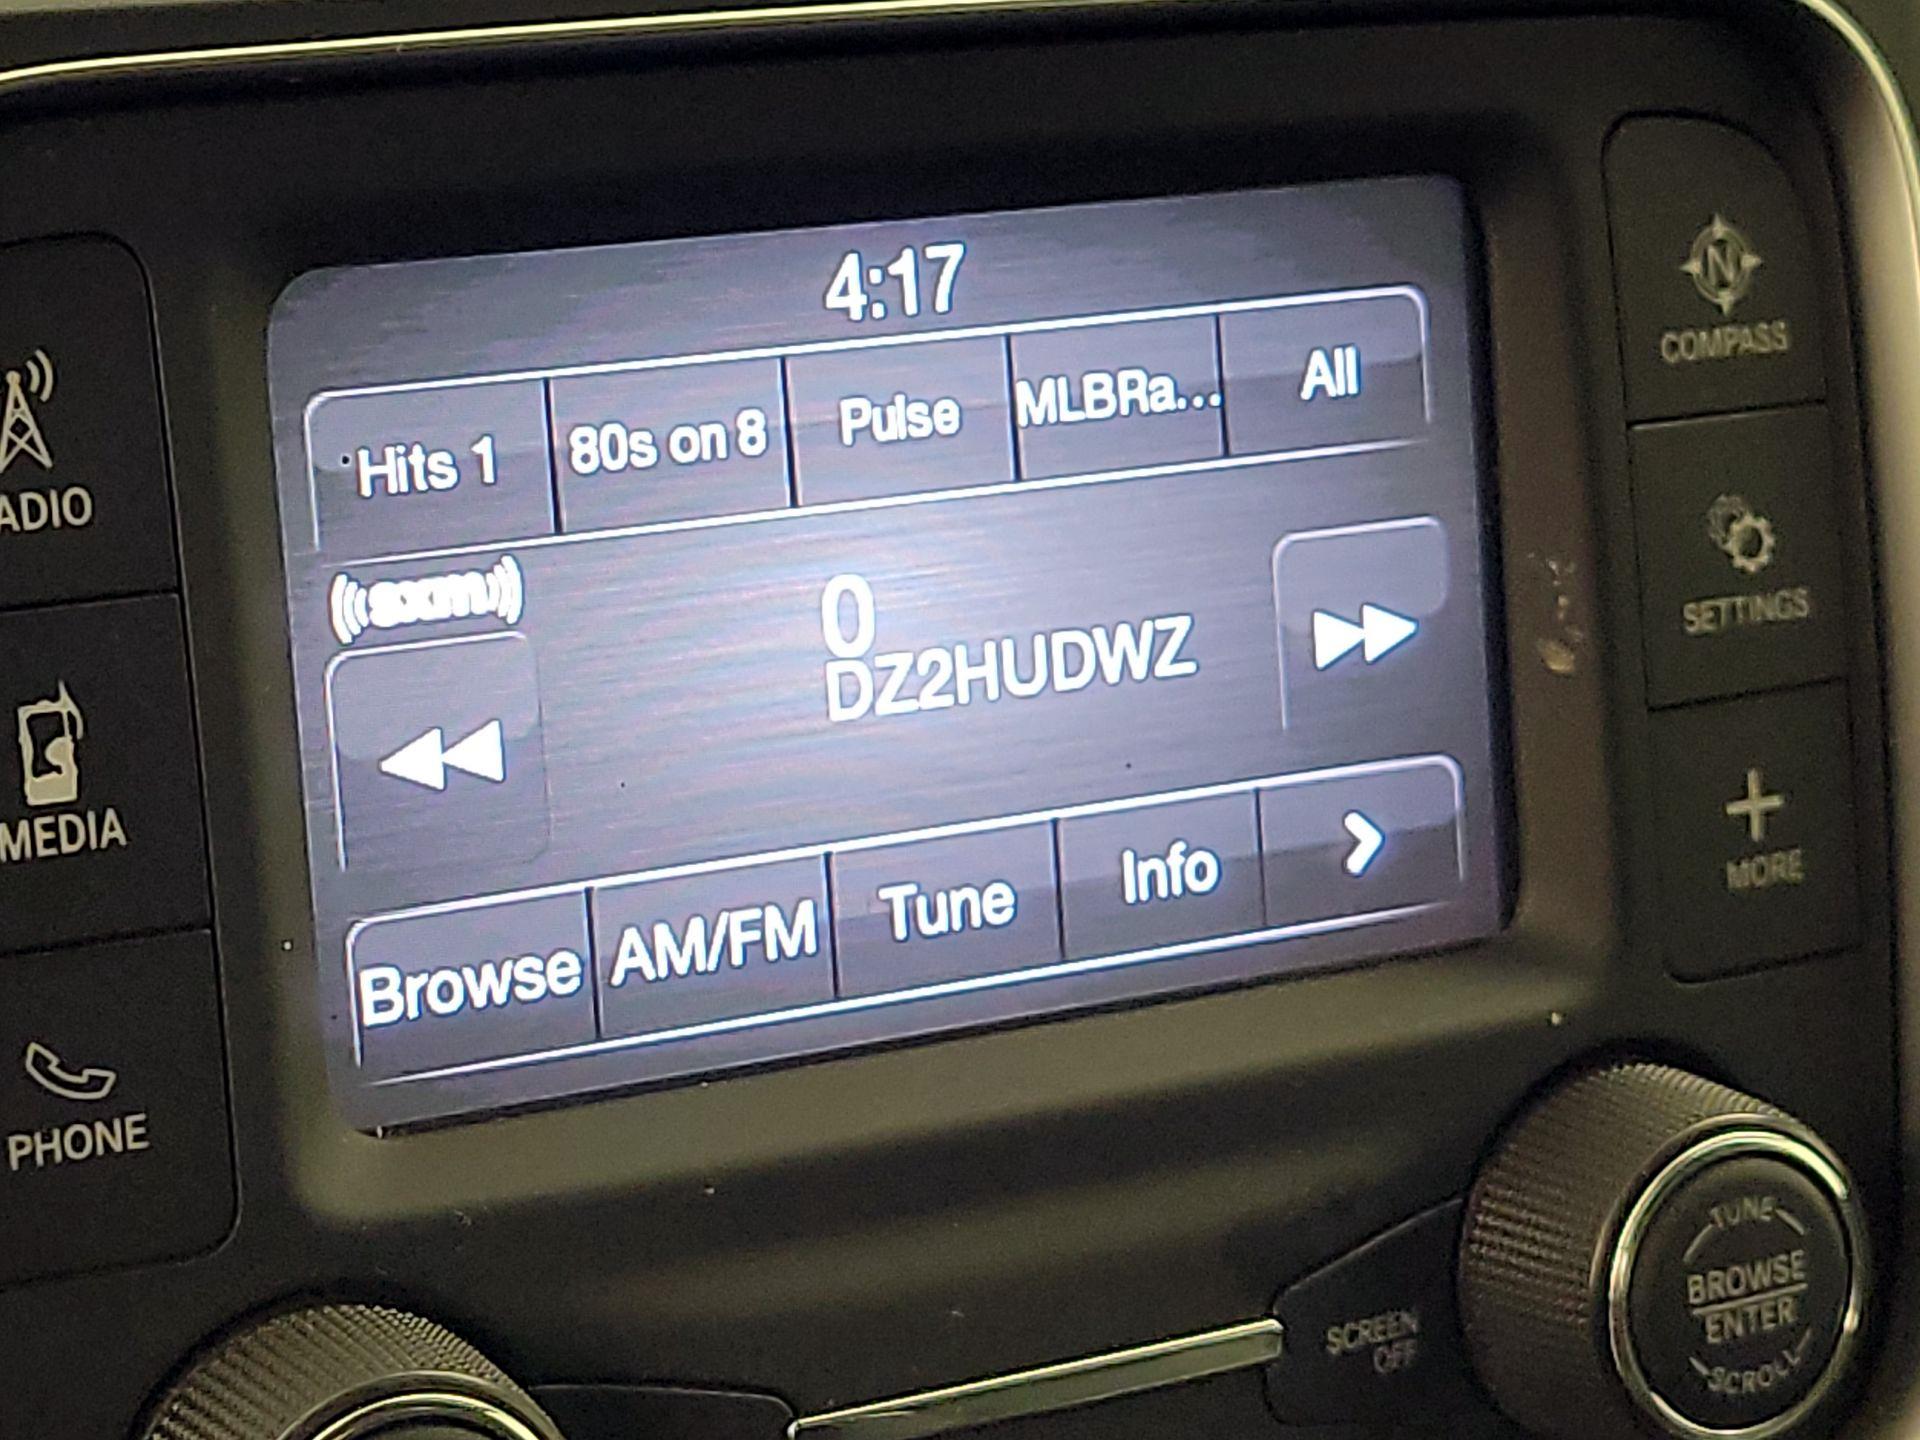 4:17
Hits 1 80s on 8 Pulse MLBRa... All
((sxm))
0
DZ2HUDWZ
Browse AM/FM Tune Info
ADIO
MEDIA
PHONE
N
COMPASS
SETTINGS
MORE
SCREEN
OFF
TUNE
BROWSE
ENTER
SCROLL